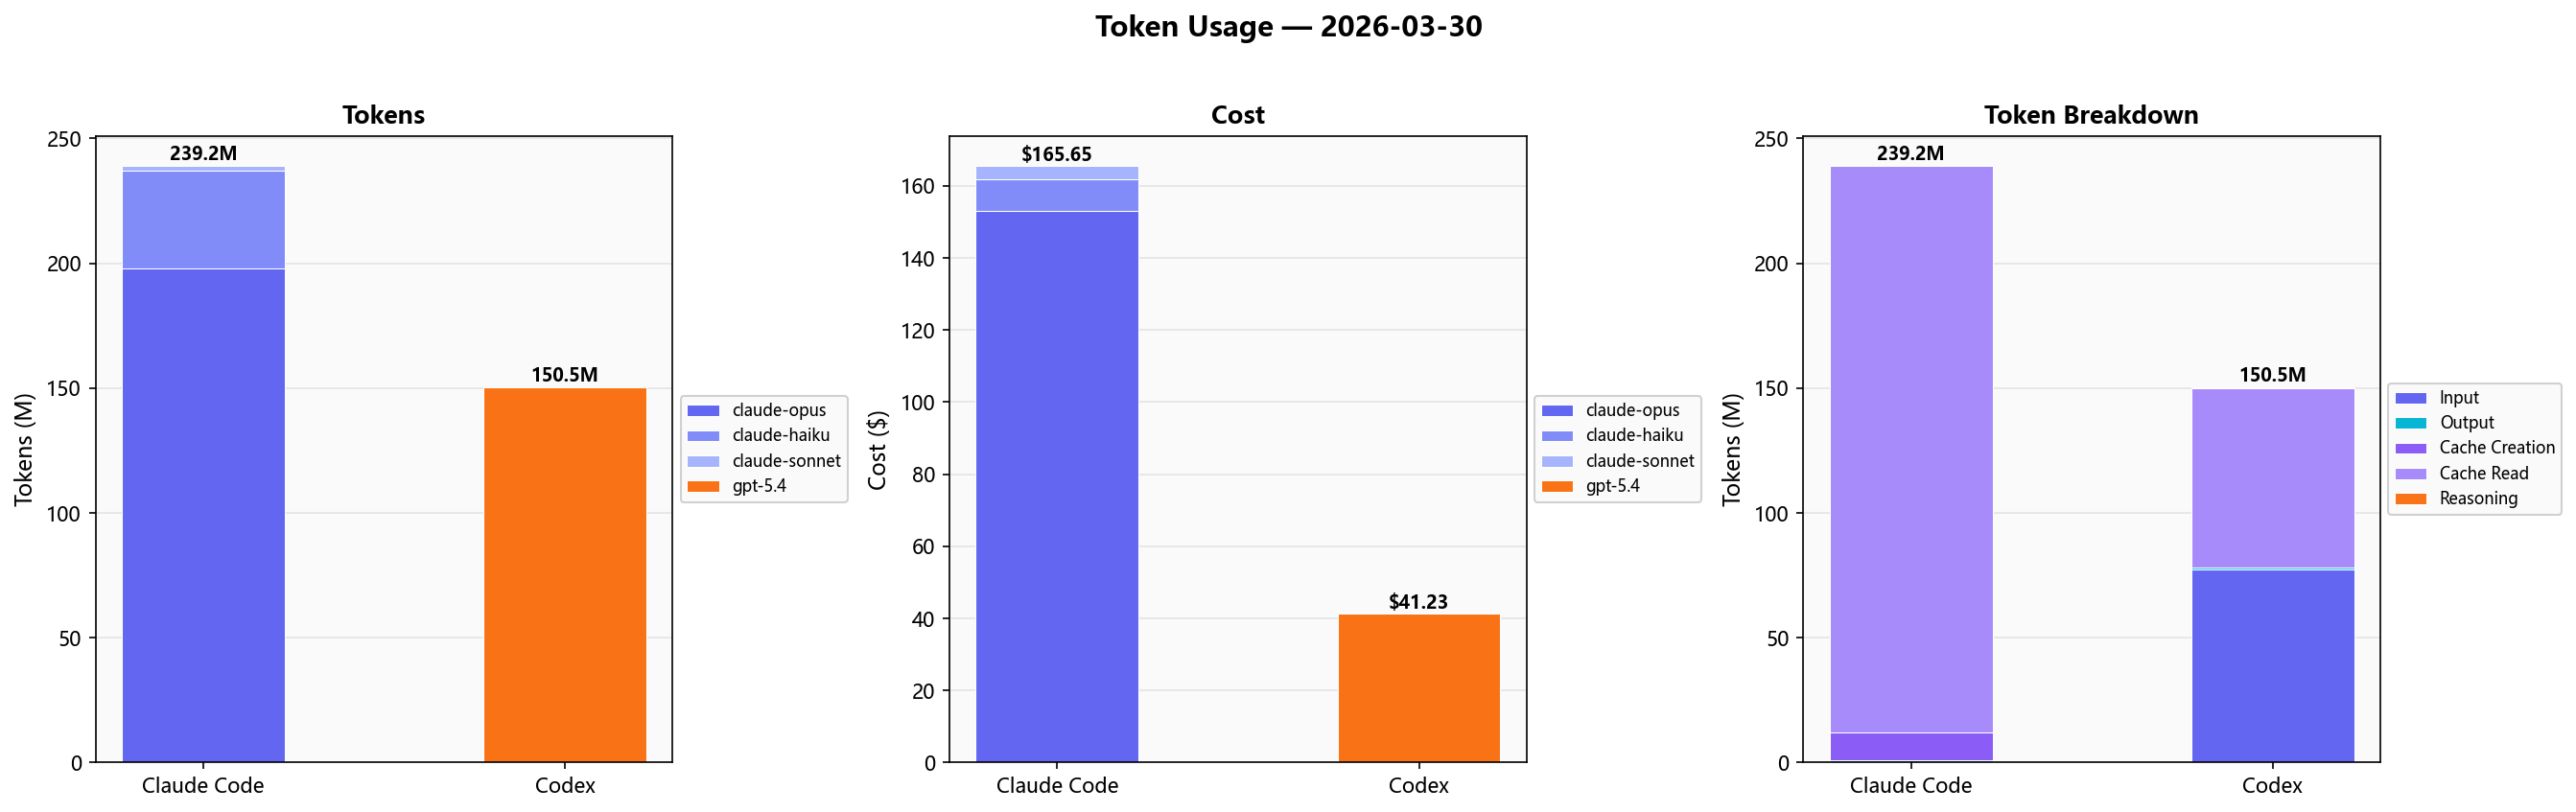 Token Usage — 2026-03-30
Tokens
250
200
150
100
50
0
Tokens (M)
239.2M
150.5M
Claude Code
Codex
claude-opus
claude-haiku
claude-sonnet
gpt-5.4
Cost
160
140
120
100
80
60
40
20
0
Cost ($)
$165.65
$41.23
Claude Code
Codex
claude-opus
claude-haiku
claude-sonnet
gpt-5.4
Token Breakdown
250
200
150
100
50
0
Tokens (M)
239.2M
150.5M
Claude Code
Codex
Input
Output
Cache Creation
Cache Read
Reasoning